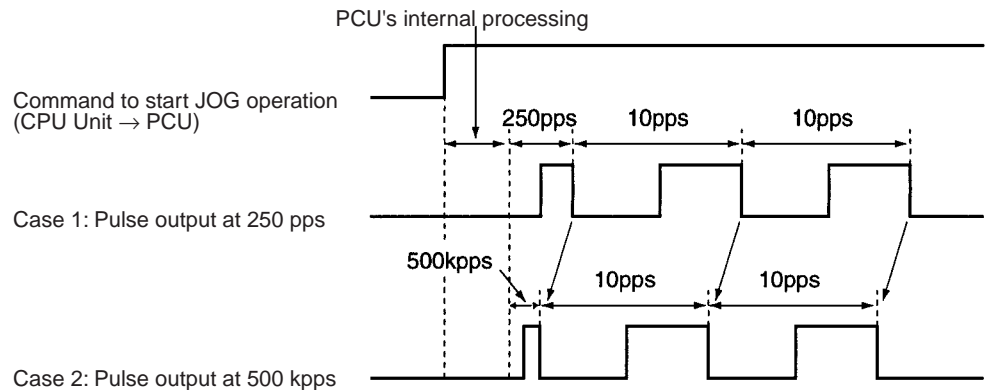 PCU's internal processing
Command to start JOG operation
(CPU Unit → PCU)
250pps
10pps
10pps
Case 1: Pulse output at 250 pps
500kpps
10pps
10pps
Case 2: Pulse output at 500 kpps